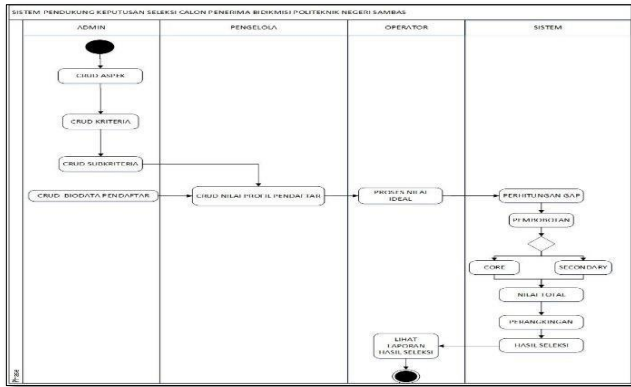 SISTEM PENDUKUNG KEPUTUSAN SELEKSI CALON PENERIMA BIDIKMISI POLITEKNIK NEGERI SAMBAS
ADMIN
PENGELOLA
OPERATOR
SISTEM
CRUD ASPEK
CRUD KRITERIA
CRUD SUBKRITERIA
CRUD BIODATA PENDAFTAR
CRUD NILAI PROFIL PENDAFTAR
PROSES NILAI
IDEAL
PERHITUNGAN GAP
PEMBOBOTAN
CORE
SECONDARY
NILAI TOTAL
PERANGKINGAN
HASIL SELEKSI
LIHAT
LAPORAN
HASIL SELEKSI
Phase